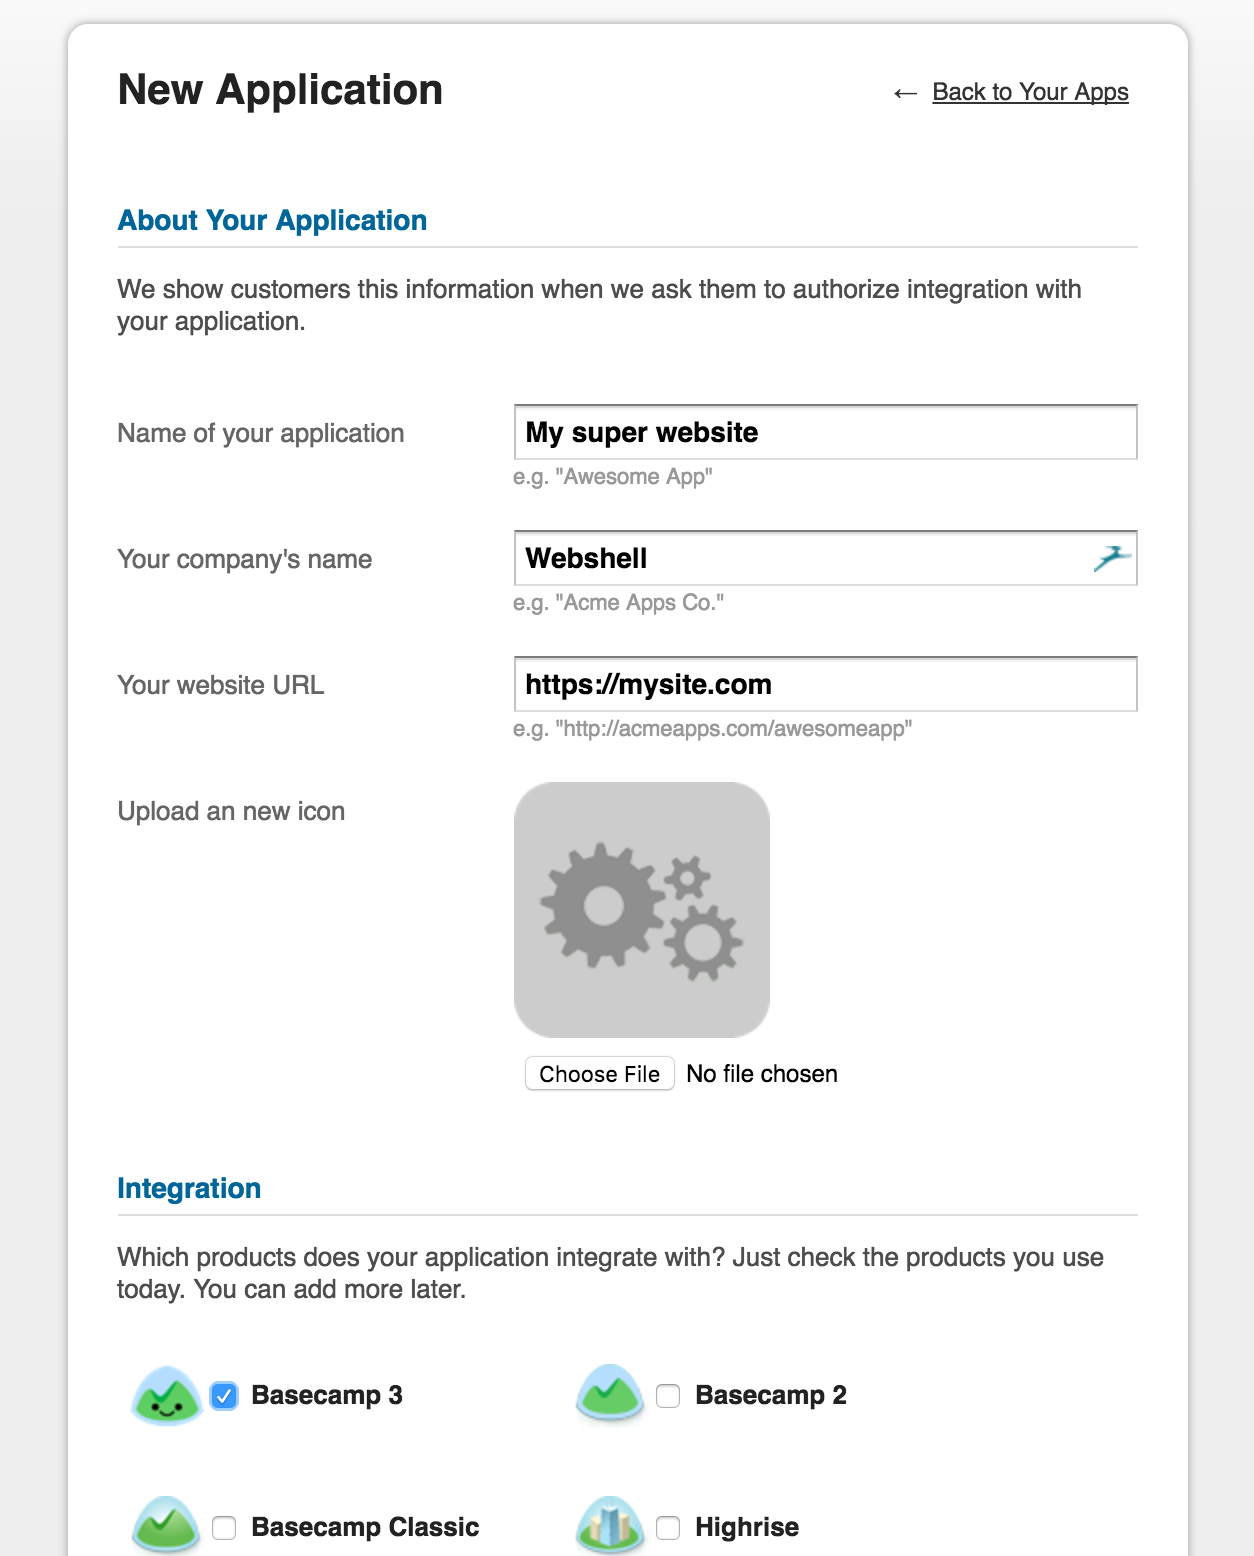 New Application
← Back to Your Apps
About Your Application
We show customers this information when we ask them to authorize integration with
your application.
Name of your application
My super website
e.g. "Awesome App"
Your company's name
Webshell
e.g. "Acme Apps Co."
Your website URL
https://mysite.com
e.g. "http://acmeapps.com/awesomeapp"
Upload an new icon
Choose File No file chosen
Integration
Which products does your application integrate with? Just check the products you use
today. You can add more later.
Basecamp 3
Basecamp 2
Basecamp Classic
Highrise